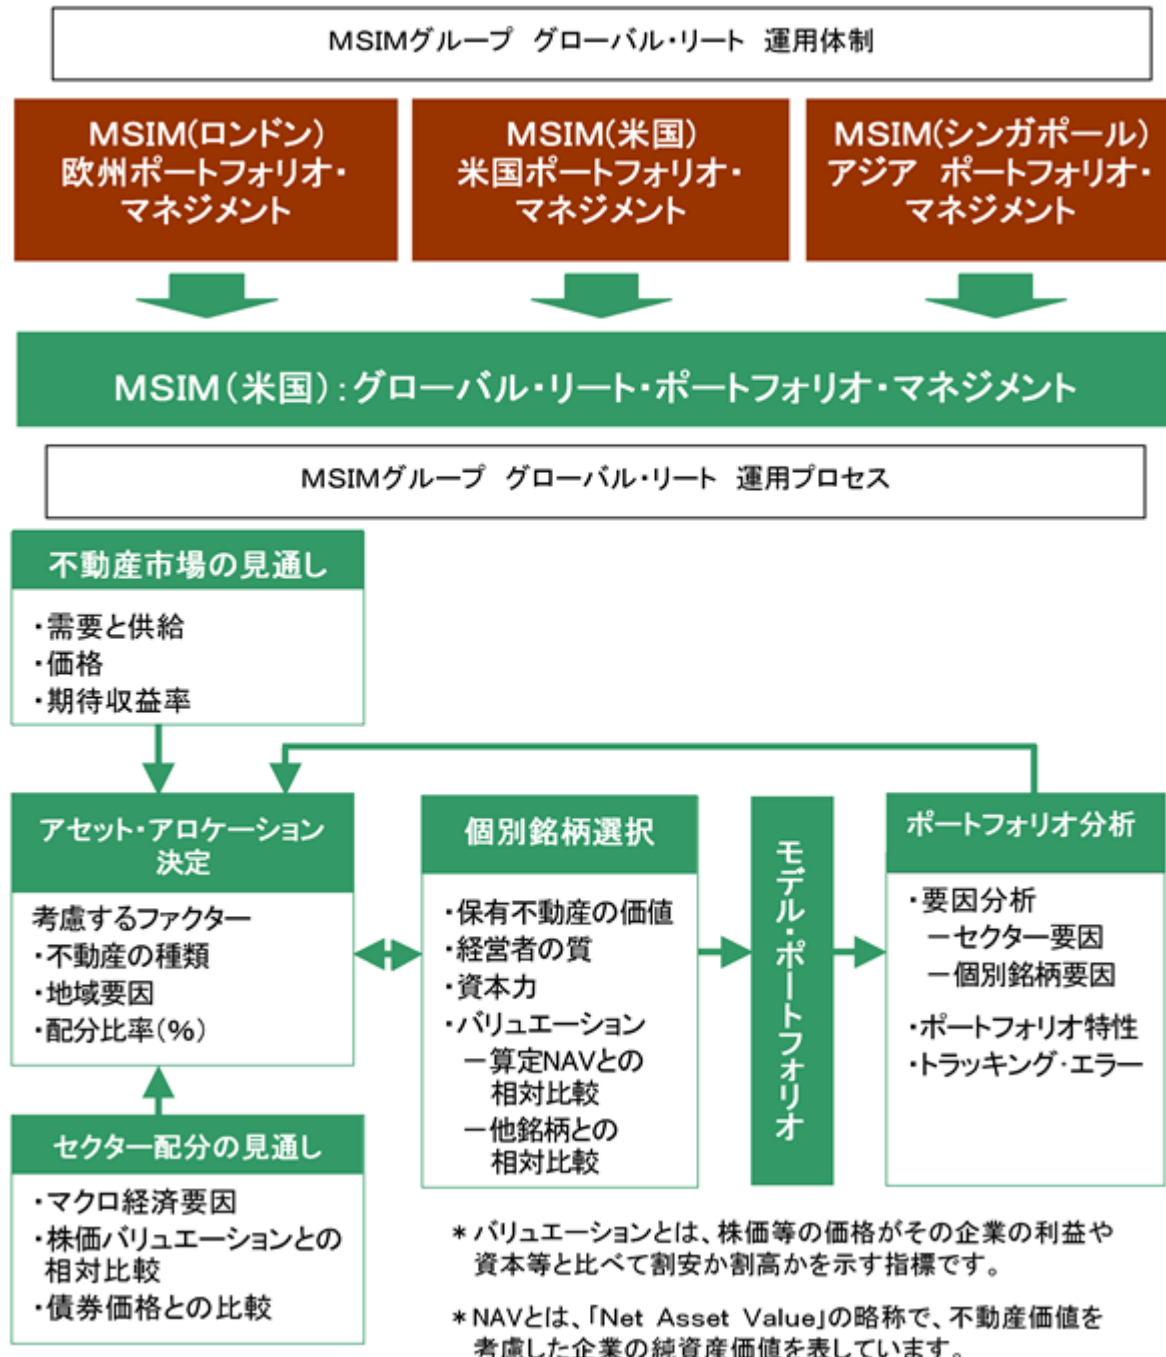 MSIMグループ グローバル・リート 運用体制
MSIM(ロンドン)
欧州ポートフォリオ・
マネジメント
MSIM(米国)
米国ポートフォリオ・
マネジメント
MSIM(シンガポール)
アジア ポートフォリオ・
マネジメント
MSIM(米国):グローバル・リート・ポートフォリオ・マネジメント
MSIMグループ グローバル・リート 運用プロセス
不動産市場の見通し
・需要と供給
・価格
・期待収益率
アセット・アロケーション
決定
考慮するファクター
・不動産の種類
・地域要因
・配分比率(%)
セクター配分の見通し
・マクロ経済要因
・株価バリュエーションとの
相対比較
・債券価格との比較
個別銘柄選択
・保有不動産の価値
・経営者の質
・資本力
・バリュエーション
－算定NAVとの
相対比較
－他銘柄との
相対比較
モデル・ポートフォリオ
ポートフォリオ分析
・要因分析
－セクター要因
－個別銘柄要因
・ポートフォリオ特性
・トラッキング・エラー
＊バリュエーションとは、株価等の価格がその企業の利益や
資本等と比べて割安か割高かを示す指標です。
＊NAVとは、「Net Asset Value」の略称で、不動産価値を
考慮した企業の純資産価値を表しています。